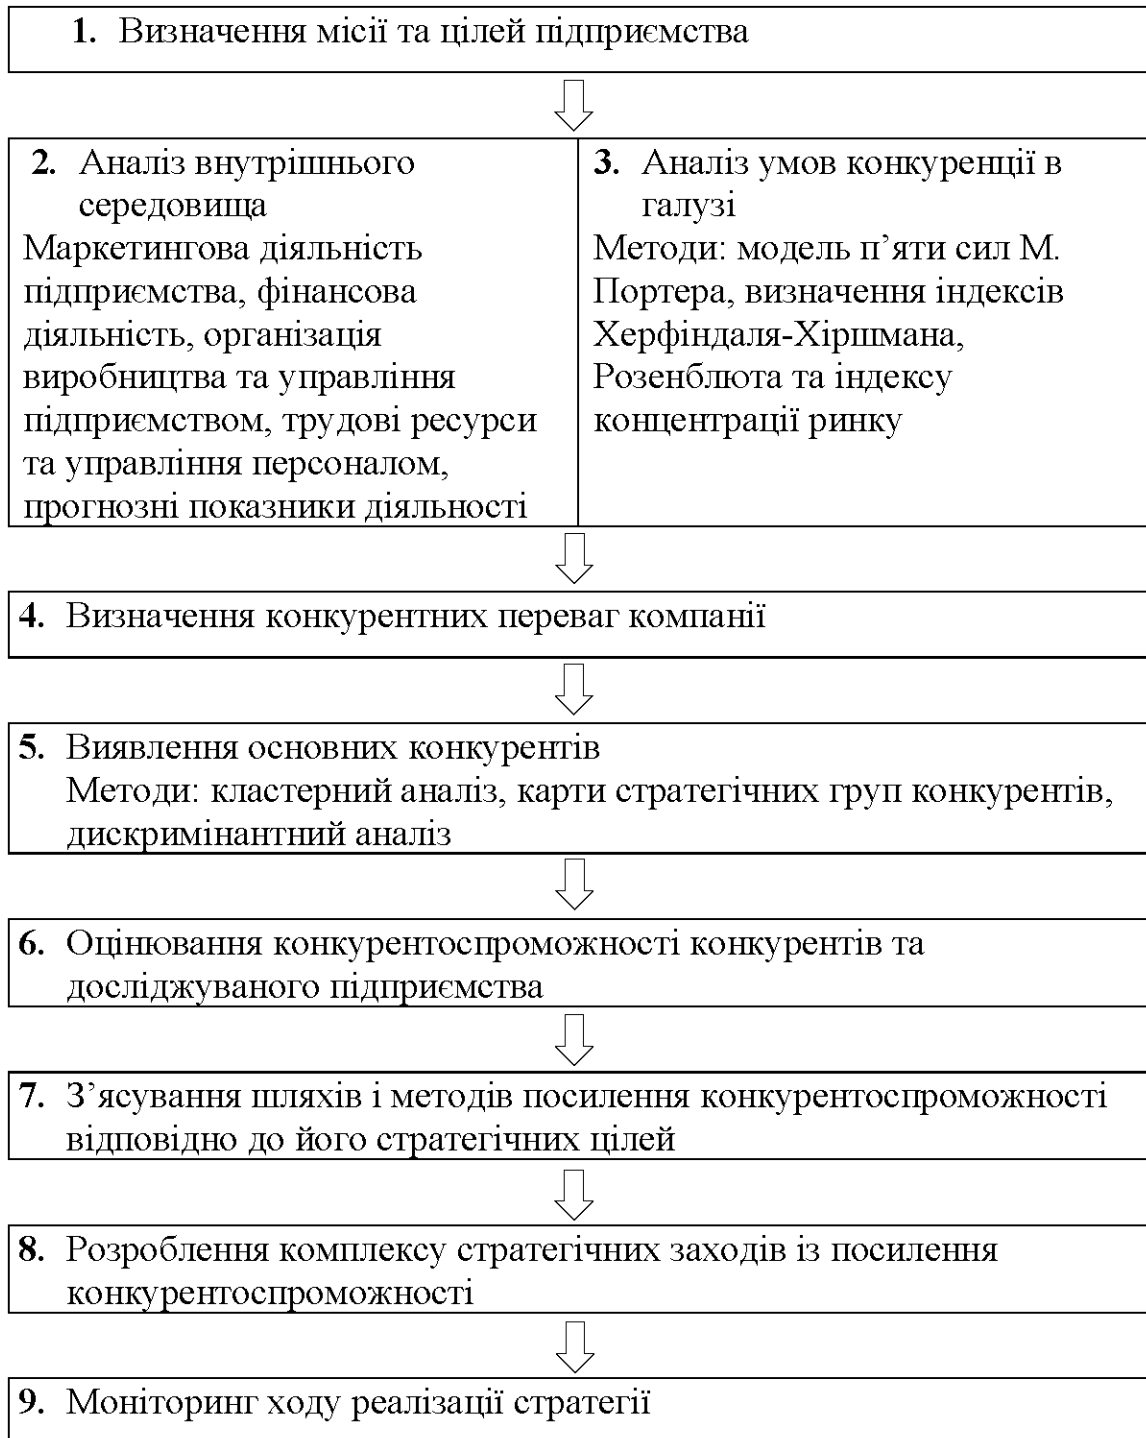 1. Визначення місії та цілей підприємства
2. Аналіз внутрішнього
середовища
Маркетингова діяльність
підприємства, фінансова
діяльність, організація
виробництва та управління
підприємством, трудові ресурси
та управління персоналом,
прогнозні показники діяльності
3. Аналіз умов конкуренції в
галузі
Методи: модель п’яти сил М.
Портера, визначення індексів
Херфіндаля-Хіршмана,
Розенблюта та індексу
концентрації ринку
4. Визначення конкурентних переваг компанії
5. Виявлення основних конкурентів
Методи: кластерний аналіз, карти стратегічних груп конкурентів,
дискримінантний аналіз
6. Оцінювання конкурентоспроможності конкурентів та
досліджуваного підприємства
7. З’ясування шляхів і методів посилення конкурентоспроможності
відповідно до його стратегічних цілей
8. Розроблення комплексу стратегічних заходів із посилення
конкурентоспроможності
9. Моніторинг ходу реалізації стратегії